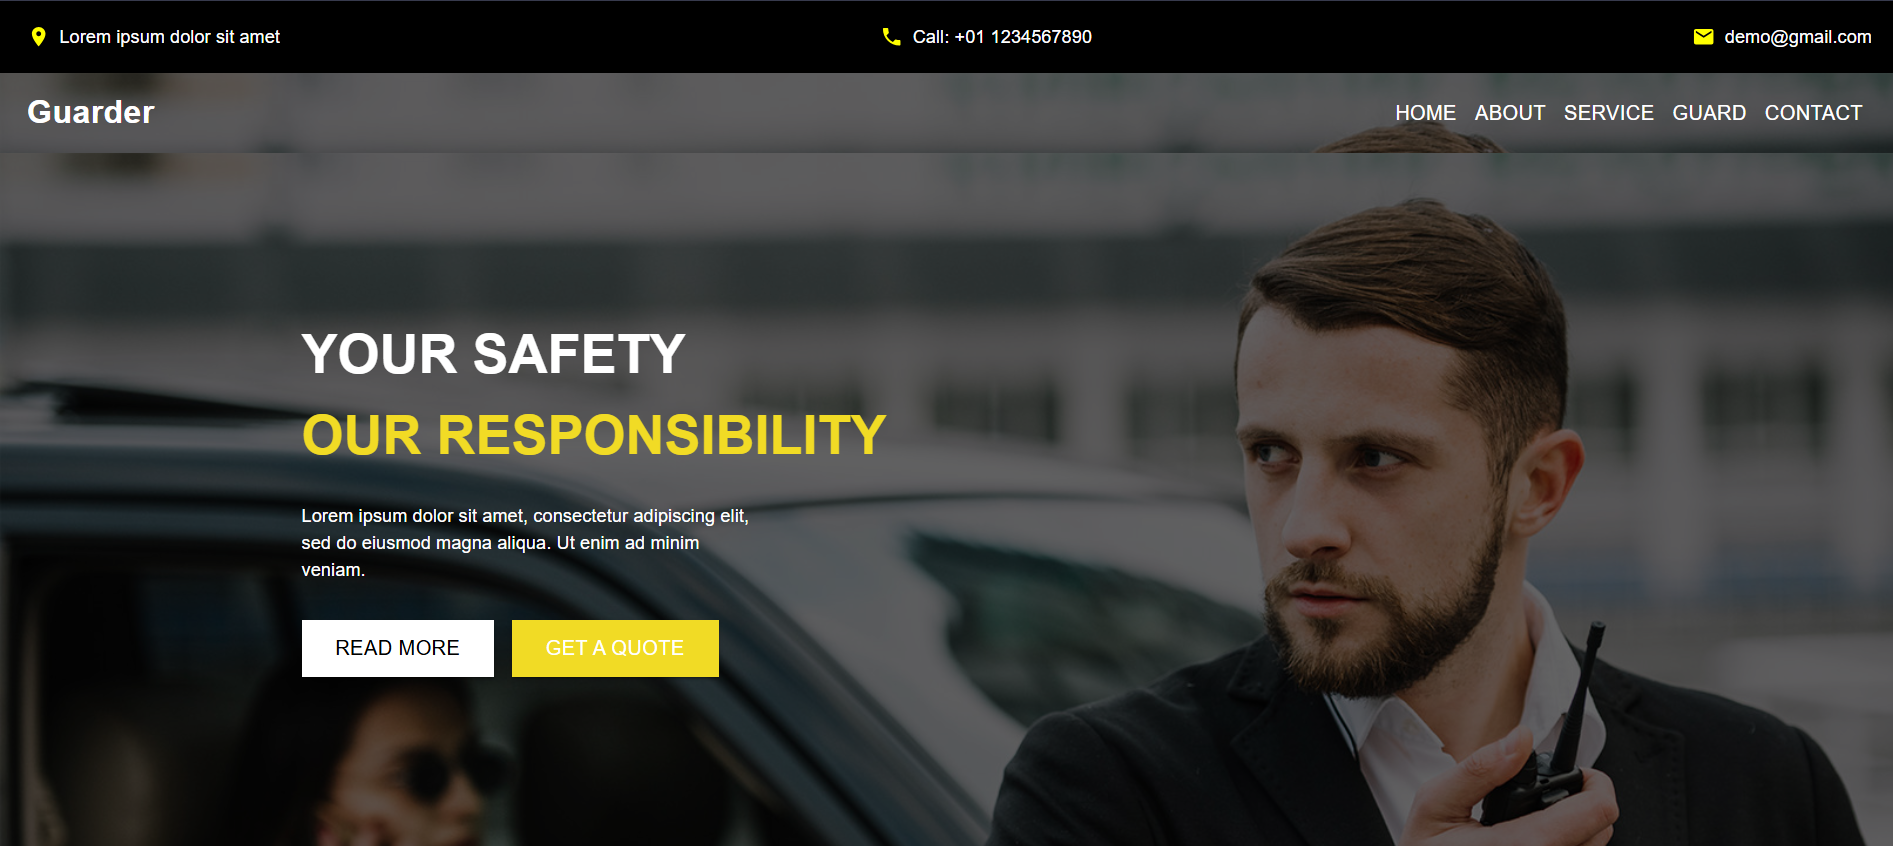 Lorem ipsum dolor sit amet
Call: +01 1234567890
demo@gmail.com
Guarder
HOME ABOUT SERVICE GUARD CONTACT
YOUR SAFETY
OUR RESPONSIBILITY
Lorem ipsum dolor sit amet, consectetur adipiscing elit,
sed do eiusmod magna aliqua. Ut enim ad minim
veniam.
READ MORE
GET A QUOTE